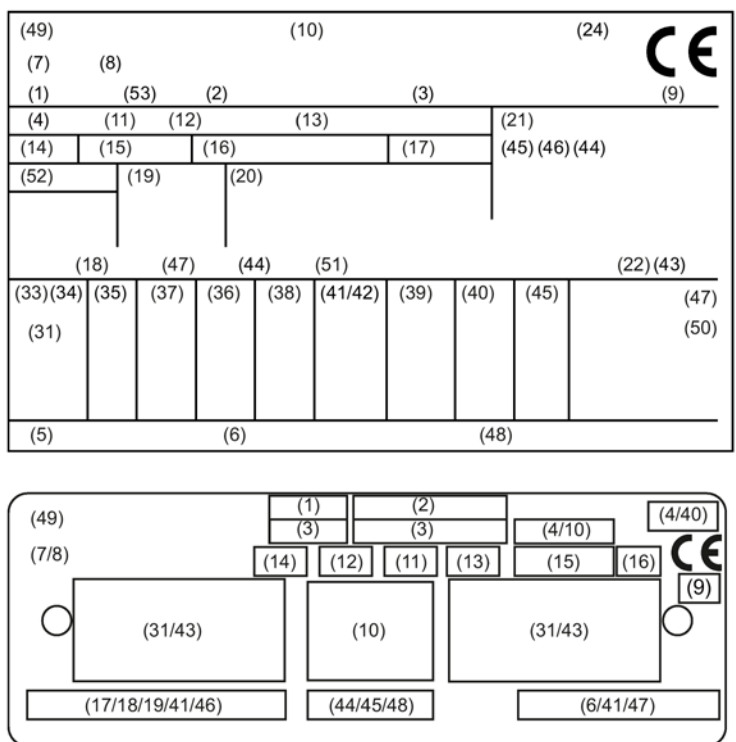 (49) (10) (24) CE
(7) (8)
(1) (53) (2) (3) (9)
(4) (11) (12) (13) (21)
(14) (15) (16) (17) (45) (46) (44)
(52) (19) (20)
(18) (47) (44) (51) (22) (43)
(33) (34) (35) (37) (36) (38) (41/42) (39) (40) (45) (47)
(31) (50)
(5) (6) (48)
(1) (2)
(49) (3) (3) (4/10) (4/40)
(7/8) (14) (12) (11) (13) (15) (16) CE
(9)
(31/43) (10) (31/43)
(17/18/19/41/46) (44/45/48) (6/41/47)